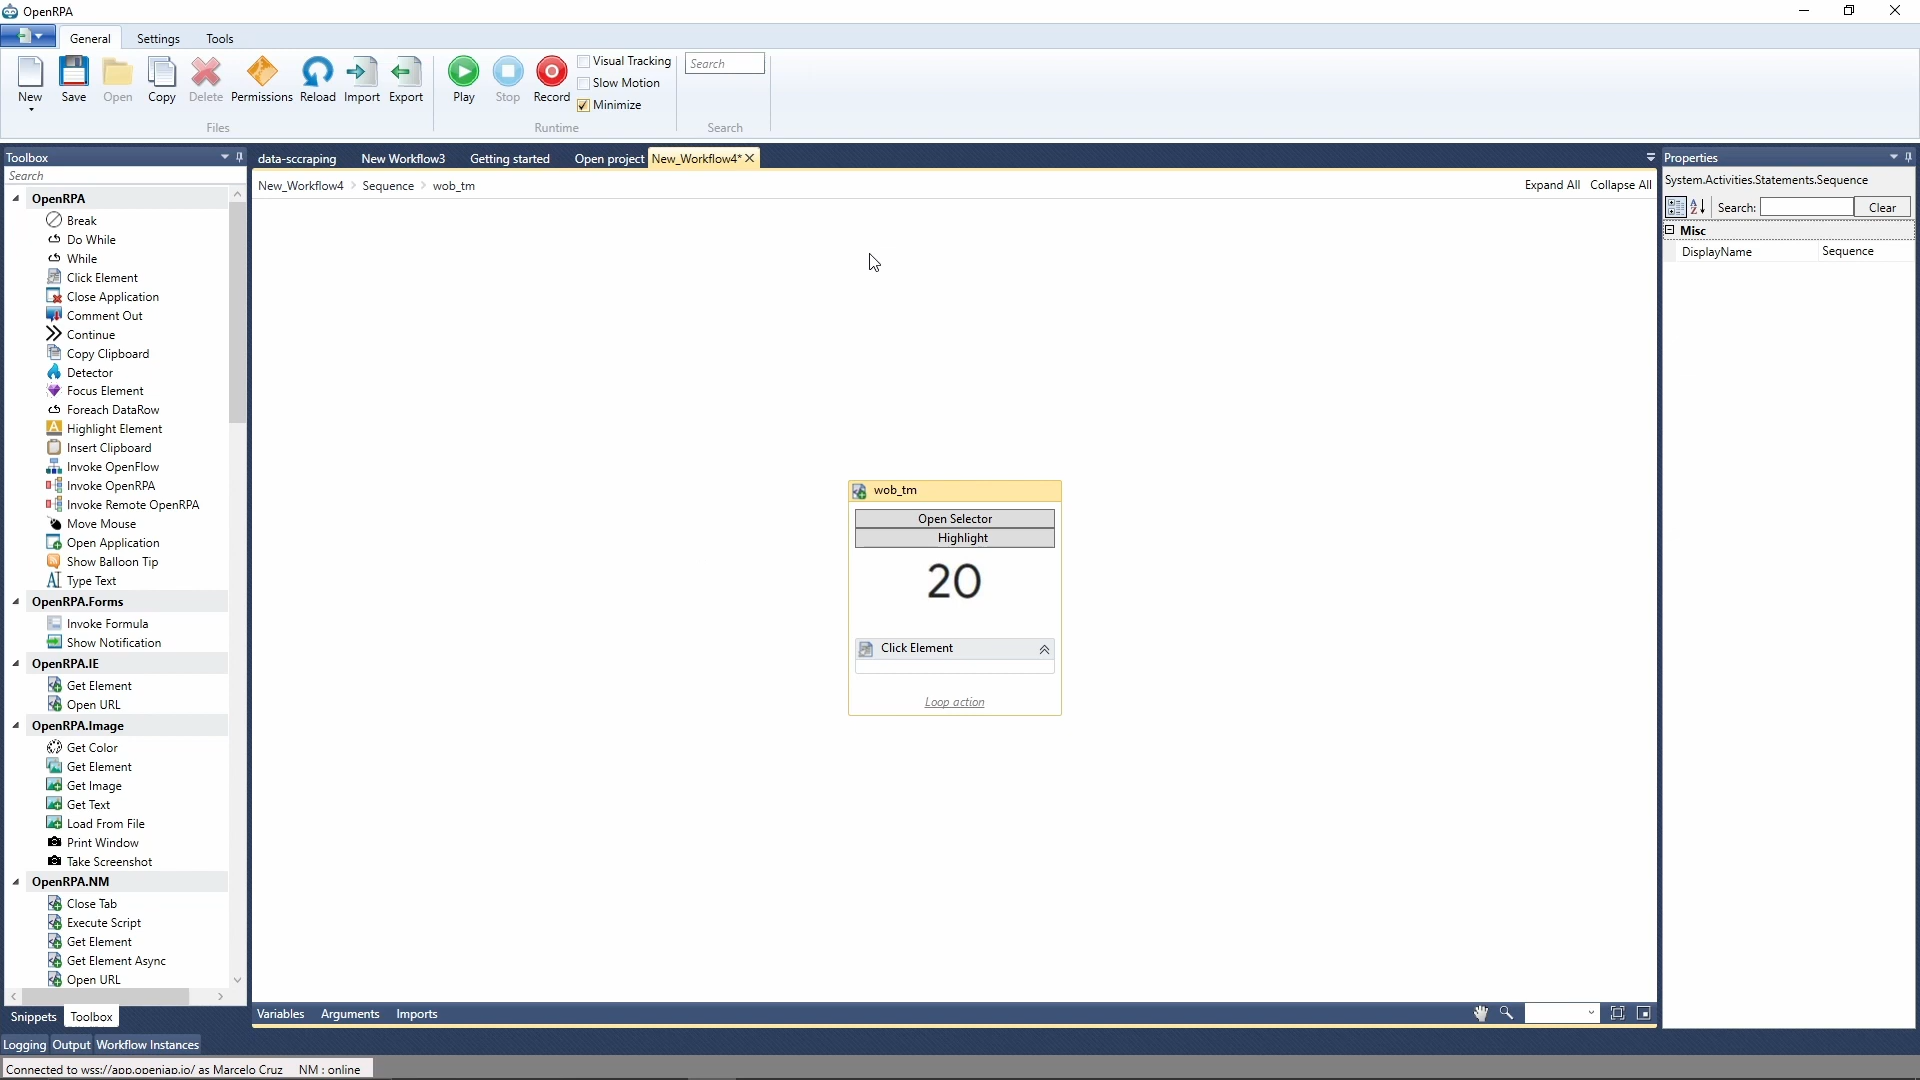 OpenRPA
General Settings Tools
New Save Open Copy Delete Permissions Reload Import Export Play Stop Record
Visual Tracking
Slow Motion
Minimize
Search
Files Runtime Search
Toolbox
Search
OpenRPA
Break
Do While
While
Click Element
Close Application
Comment Out
Continue
Copy Clipboard
Detector
Focus Element
Foreach DataRow
Highlight Element
Insert Clipboard
Invoke OpenFlow
Invoke OpenRPA
Invoke Remote OpenRPA
Move Mouse
Open Application
Show Balloon Tip
Type Text
OpenRPA.Forms
Invoke Formula
Show Notification
OpenRPA.IE
Get Element
Open URL
OpenRPA.Image
Get Color
Get Element
Get Image
Get Text
Load From File
Print Window
Take Screenshot
OpenRPA.NM
Close Tab
Execute Script
Get Element
Get Element Async
Open URL
Snippets Toolbox
data-sccraping New Workflow3 Getting started Open project New_Workflow4*
New_Workflow4 Sequence wob_tm
Expand All Collapse All
wob_tm
Open Selector
Highlight
20
Click Element
Loop action
Variables Arguments Imports
Properties
System.Activities.Statements.Sequence
Search: Clear
Misc
DisplayName Sequence
Logging Output Workflow Instances
Connected to wss://app.openiap.io/ as Marcelo Cruz NM : online